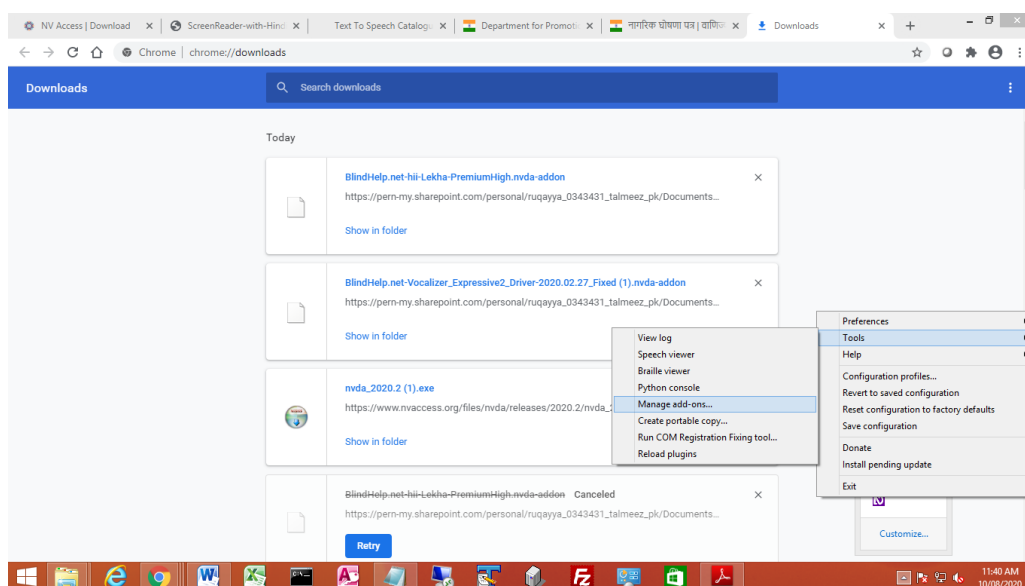 NV Access | Download
ScreenReader-with-Hind
Text To Speech Catalogu
Department for Promoti
नागरिक घोषणा पत्र | वाणिज
Downloads
Chrome | chrome://downloads
Downloads
Search downloads
Today
BlindHelp.net-hii-Lekha-PremiumHigh.nvda-addon
https://pern-my.sharepoint.com/personal/ruqayya_0343431_talmeez_pk/Documents...
Show in folder
BlindHelp.net-Vocalizer_Expressive2_Driver-2020.02.27_Fixed (1).nvda-addon
https://pern-my.sharepoint.com/personal/ruqayya_0343431_talmeez_pk/Documents...
Show in folder
nvda_2020.2 (1).exe
https://www.nvaccess.org/files/nvda/releases/2020.2/nvda_2
Show in folder
BlindHelp.net-hii-Lekha-PremiumHigh.nvda-addon Canceled
https://pern-my.sharepoint.com/personal/ruqayya_0343431_talmeez_pk/Documents...
Retry
View log
Speech viewer
Braille viewer
Python console
Manage add-ons...
Create portable copy...
Run COM Registration Fixing tool...
Reload plugins
Preferences
Tools
Help
Configuration profiles...
Revert to saved configuration
Reset configuration to factory defaults
Save configuration
Donate
Install pending update
Exit
Customize...
11:40 AM